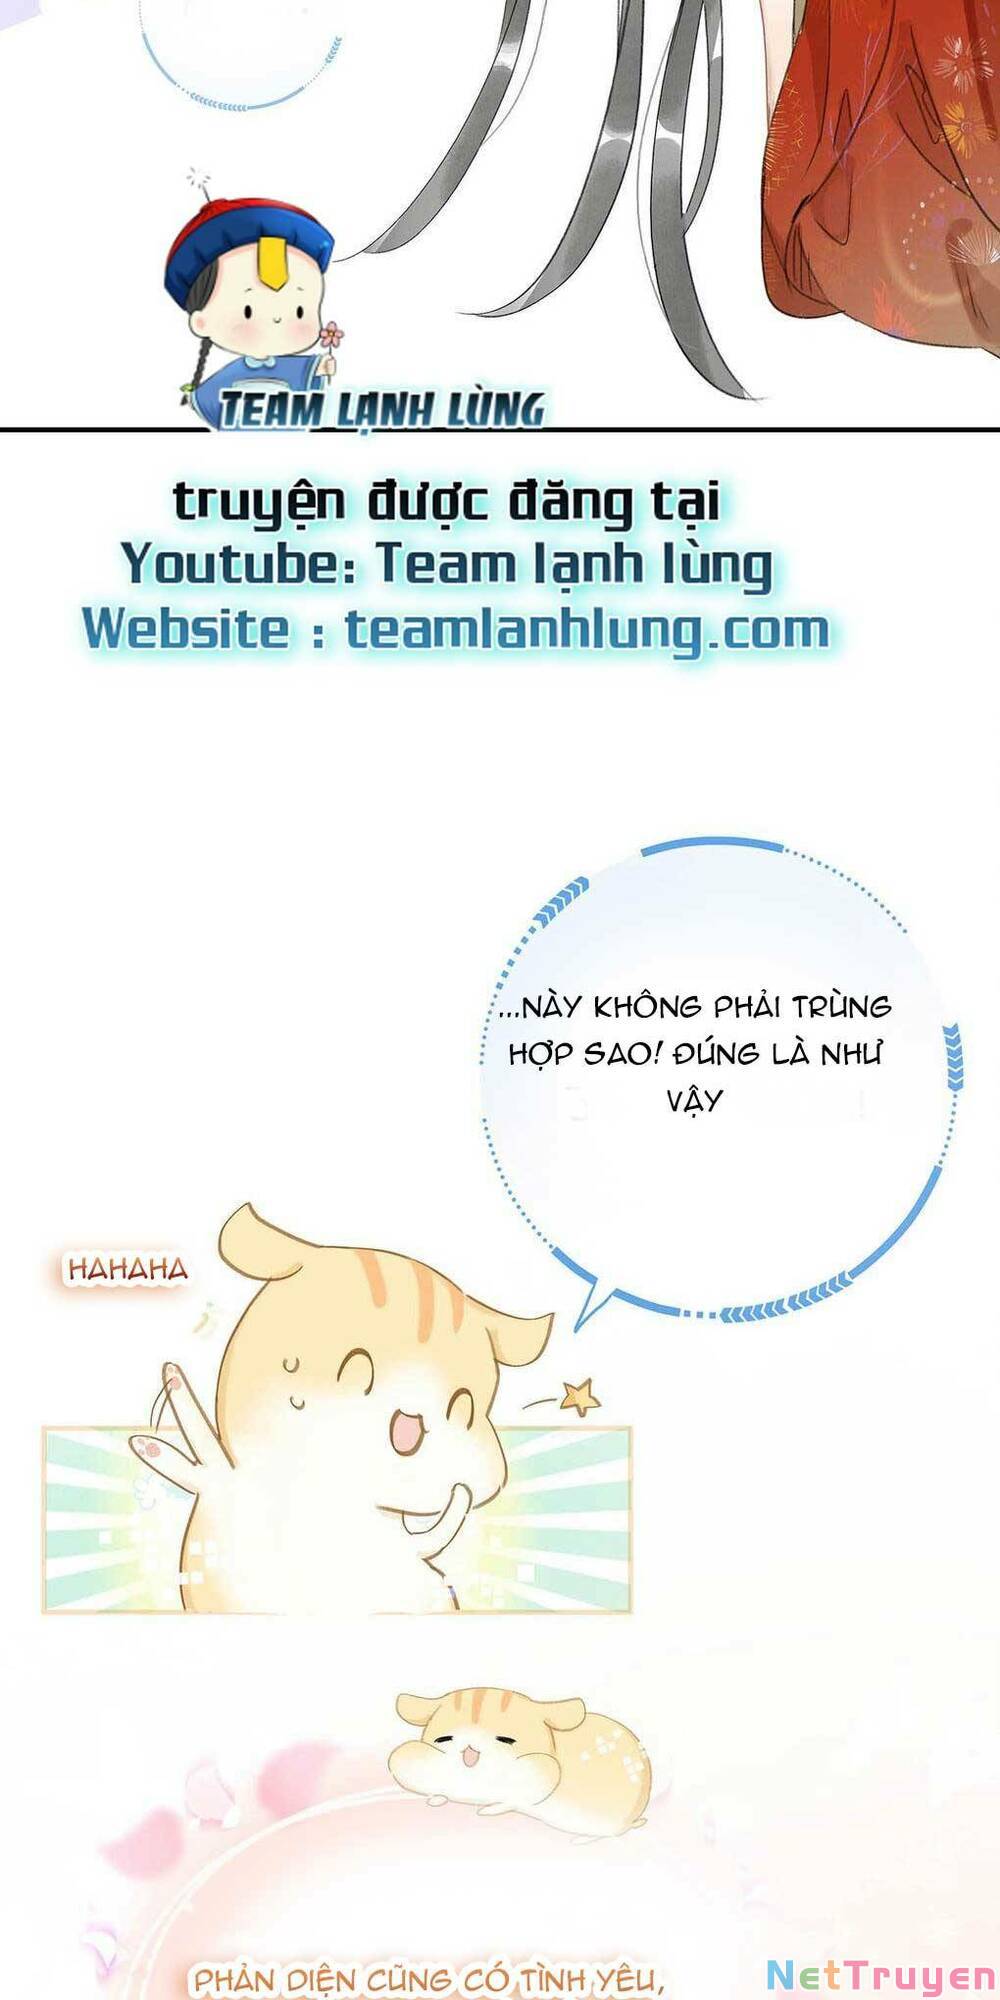 TEAM LẠNH LÙNG
truyện được đăng tại
Youtube: Team lạnh lùng
Website : teamlanhlung.com
...NÀY KHÔNG PHẢI TRÙNG
HỢP SAO! ĐÚNG LÀ NHƯ
VẬY
HAHAHA
PHẢN DIỆN CŨNG CÓ TÌNH YÊU,
NetTruyen